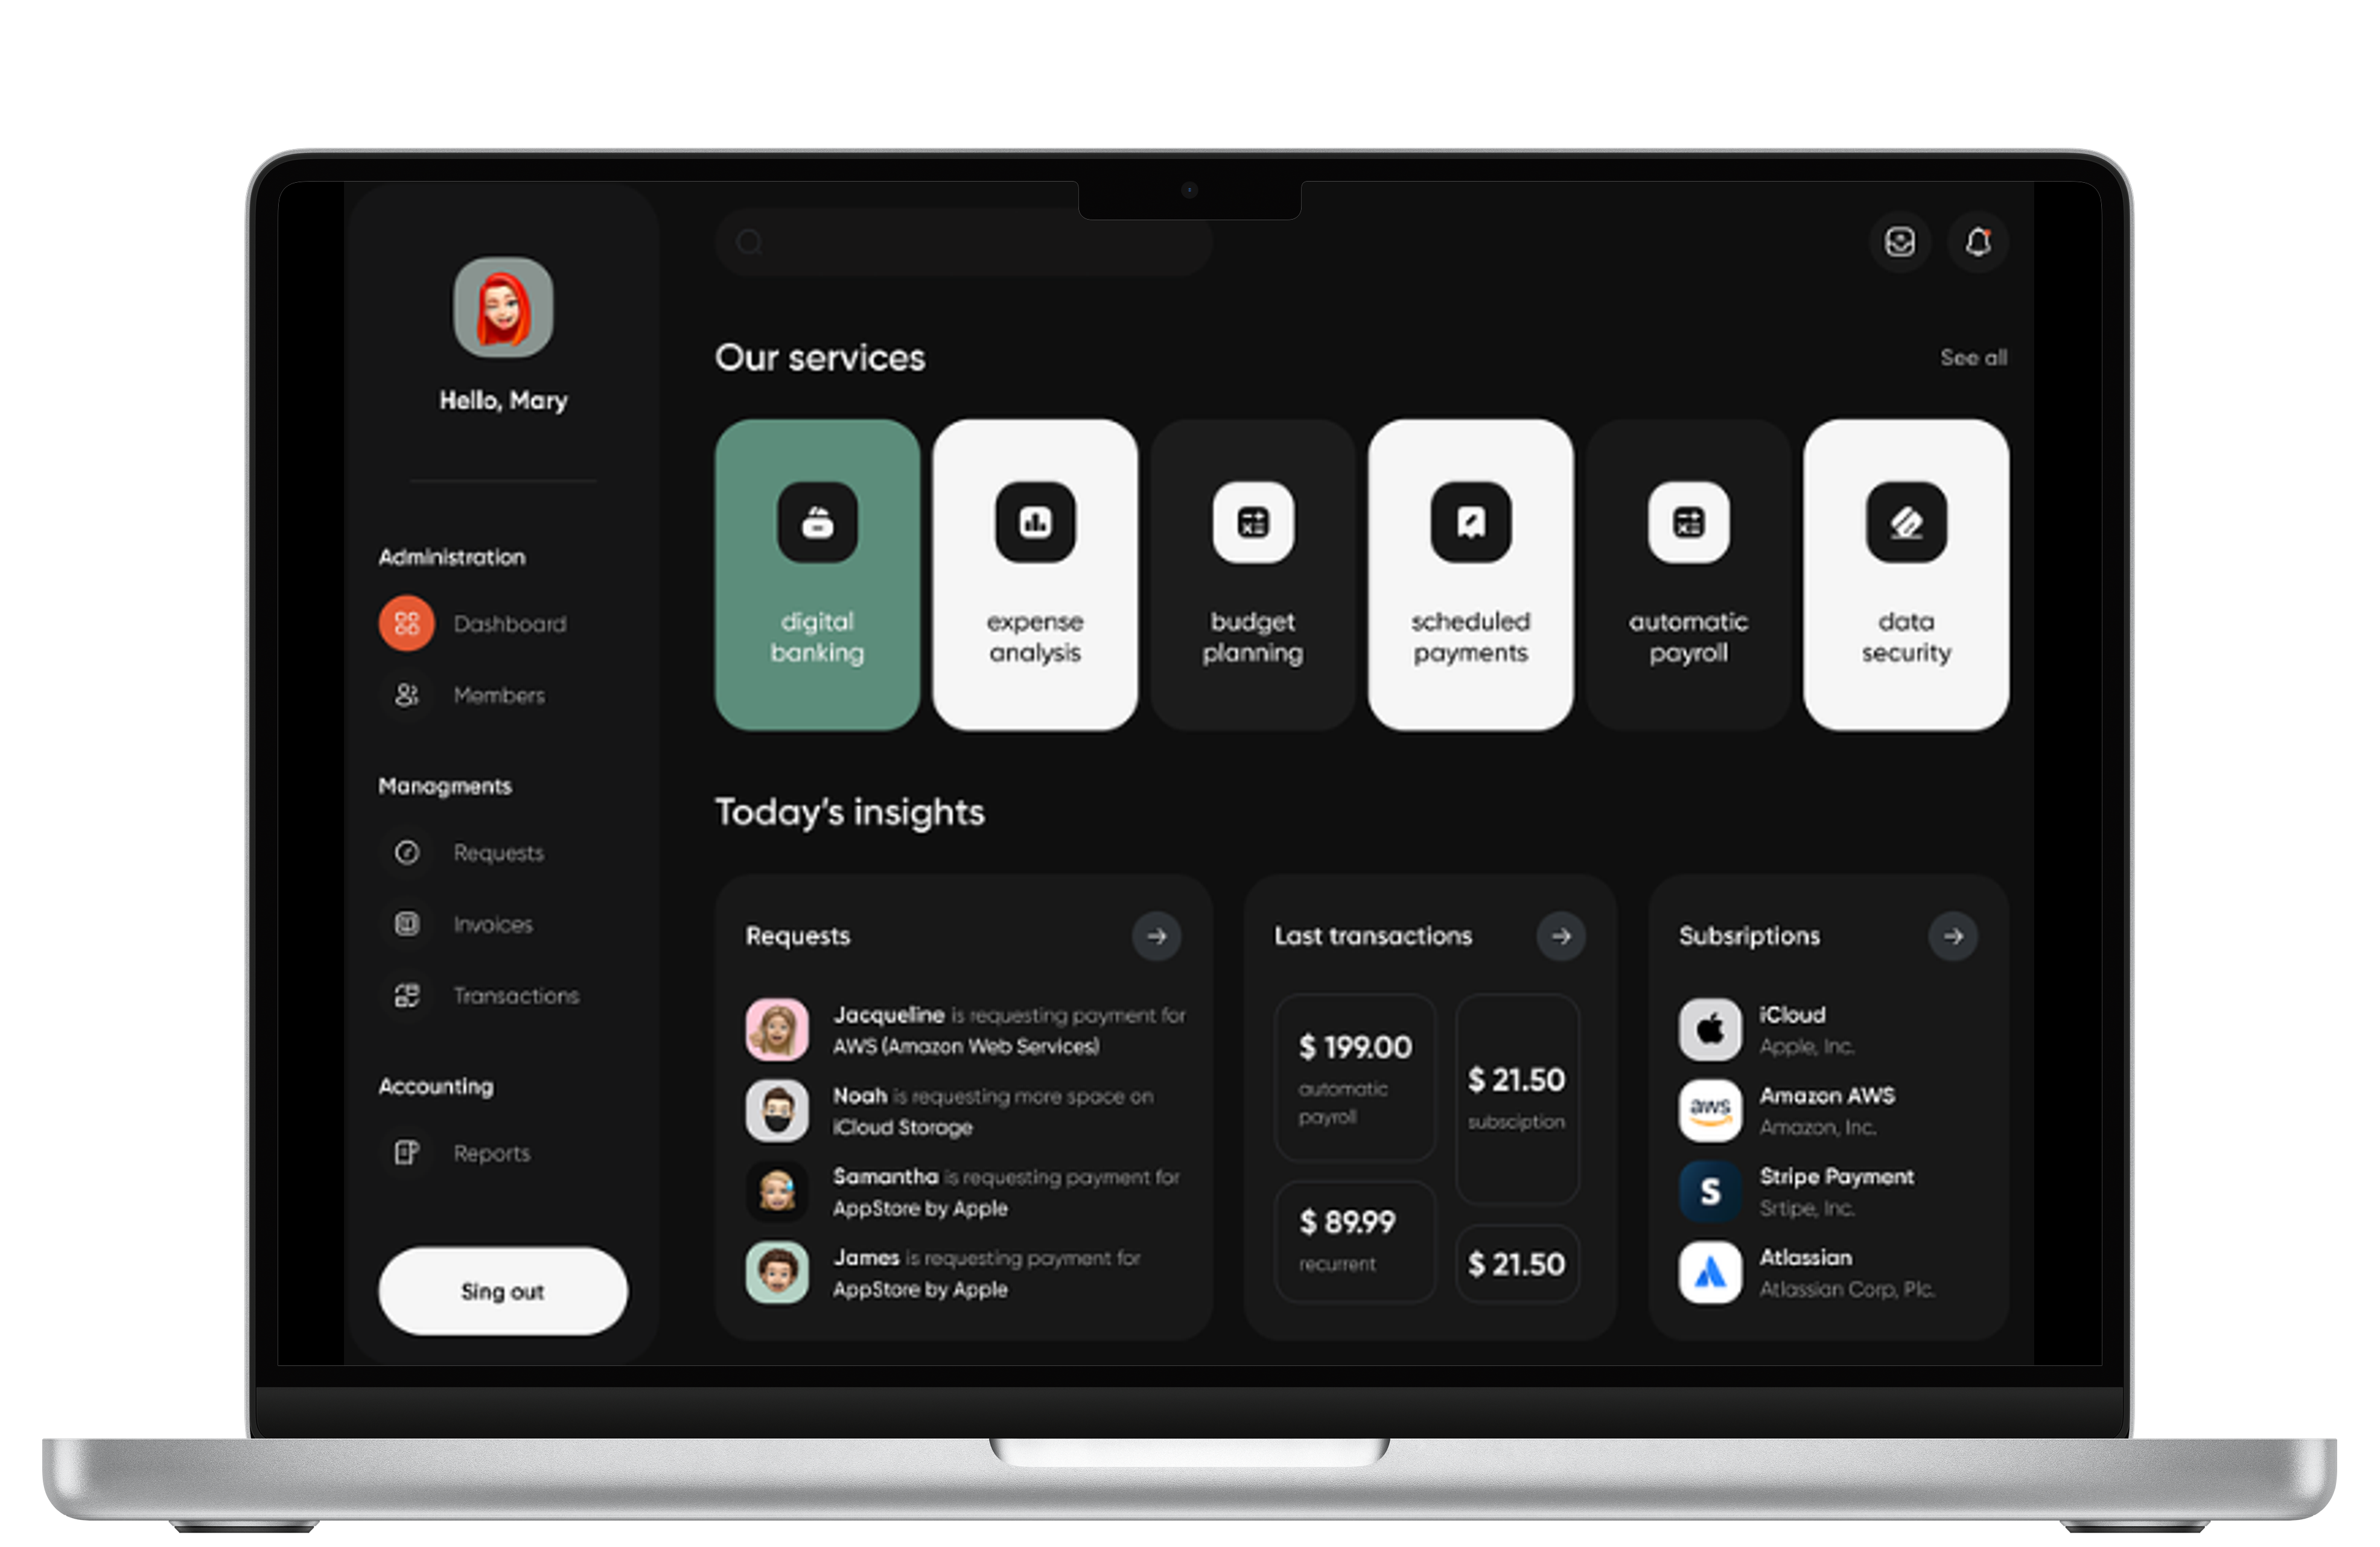 Hello, Mary
Administration
Dashboard
Members
Managments
Requests
Invoices
Transactions
Accounting
Reports
Sing out
Our services
See all
digital
banking
expense
analysis
budget
planning
scheduled
payments
automatic
payroll
data
security
Today's insights
Requests
Jacqueline is requesting payment for
AWS (Amazon Web Services)
Noah is requesting more space on
iCloud Storage
Samantha is requesting payment for
AppStore by Apple
James is requesting payment for
AppStore by Apple
Last transactions
$ 199.00
automatic
payroll
$ 89.99
recurrent
$ 21.50
subsciption
$ 21.50
Subsriptions
iCloud
Apple, Inc.
aws
Amazon AWS
Amazon, Inc.
S
Stripe Payment
Srtipe, Inc.
Atlassian
Atlassian Corp, Plc.